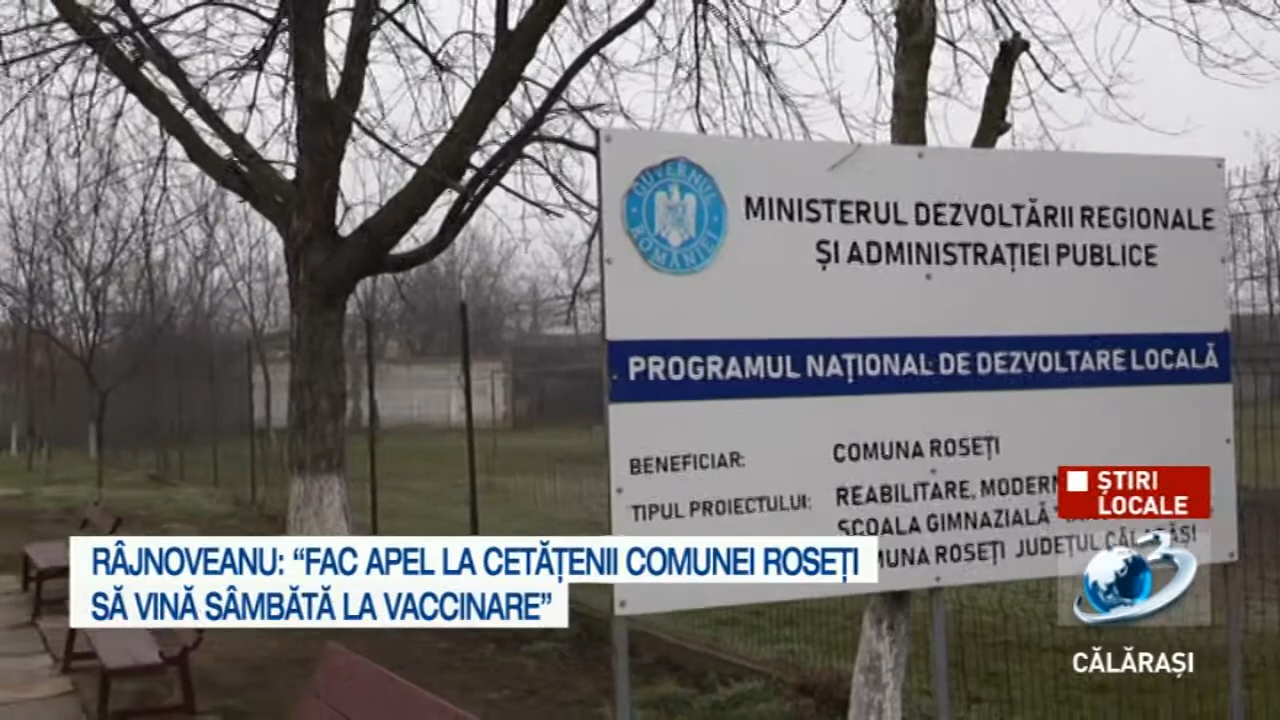 GUVERNUL
ROMÂNIEI
MINISTERUL DEZVOLTĂRII REGIONALE
ȘI ADMINISTRAȚIEI PUBLICE
PROGRAMUL NAȚIONAL DE DEZVOLTARE LOCALĂ
BENEFICIAR: COMUNA ROSEȚI
TIPUL PROIECTULUI: REABILITARE,
ȘCOALA GIMNAZIALĂ
ROSEȚI JUDEȚUL CĂLĂRAȘI
ȘTIRI
LOCALE
RÂJNOVEANU: “FAC APEL LA CETĂȚENII COMUNEI ROSEȚI
SĂ VINĂ SÂMBĂTĂ LA VACCINARE”
3
CĂLĂRAȘI